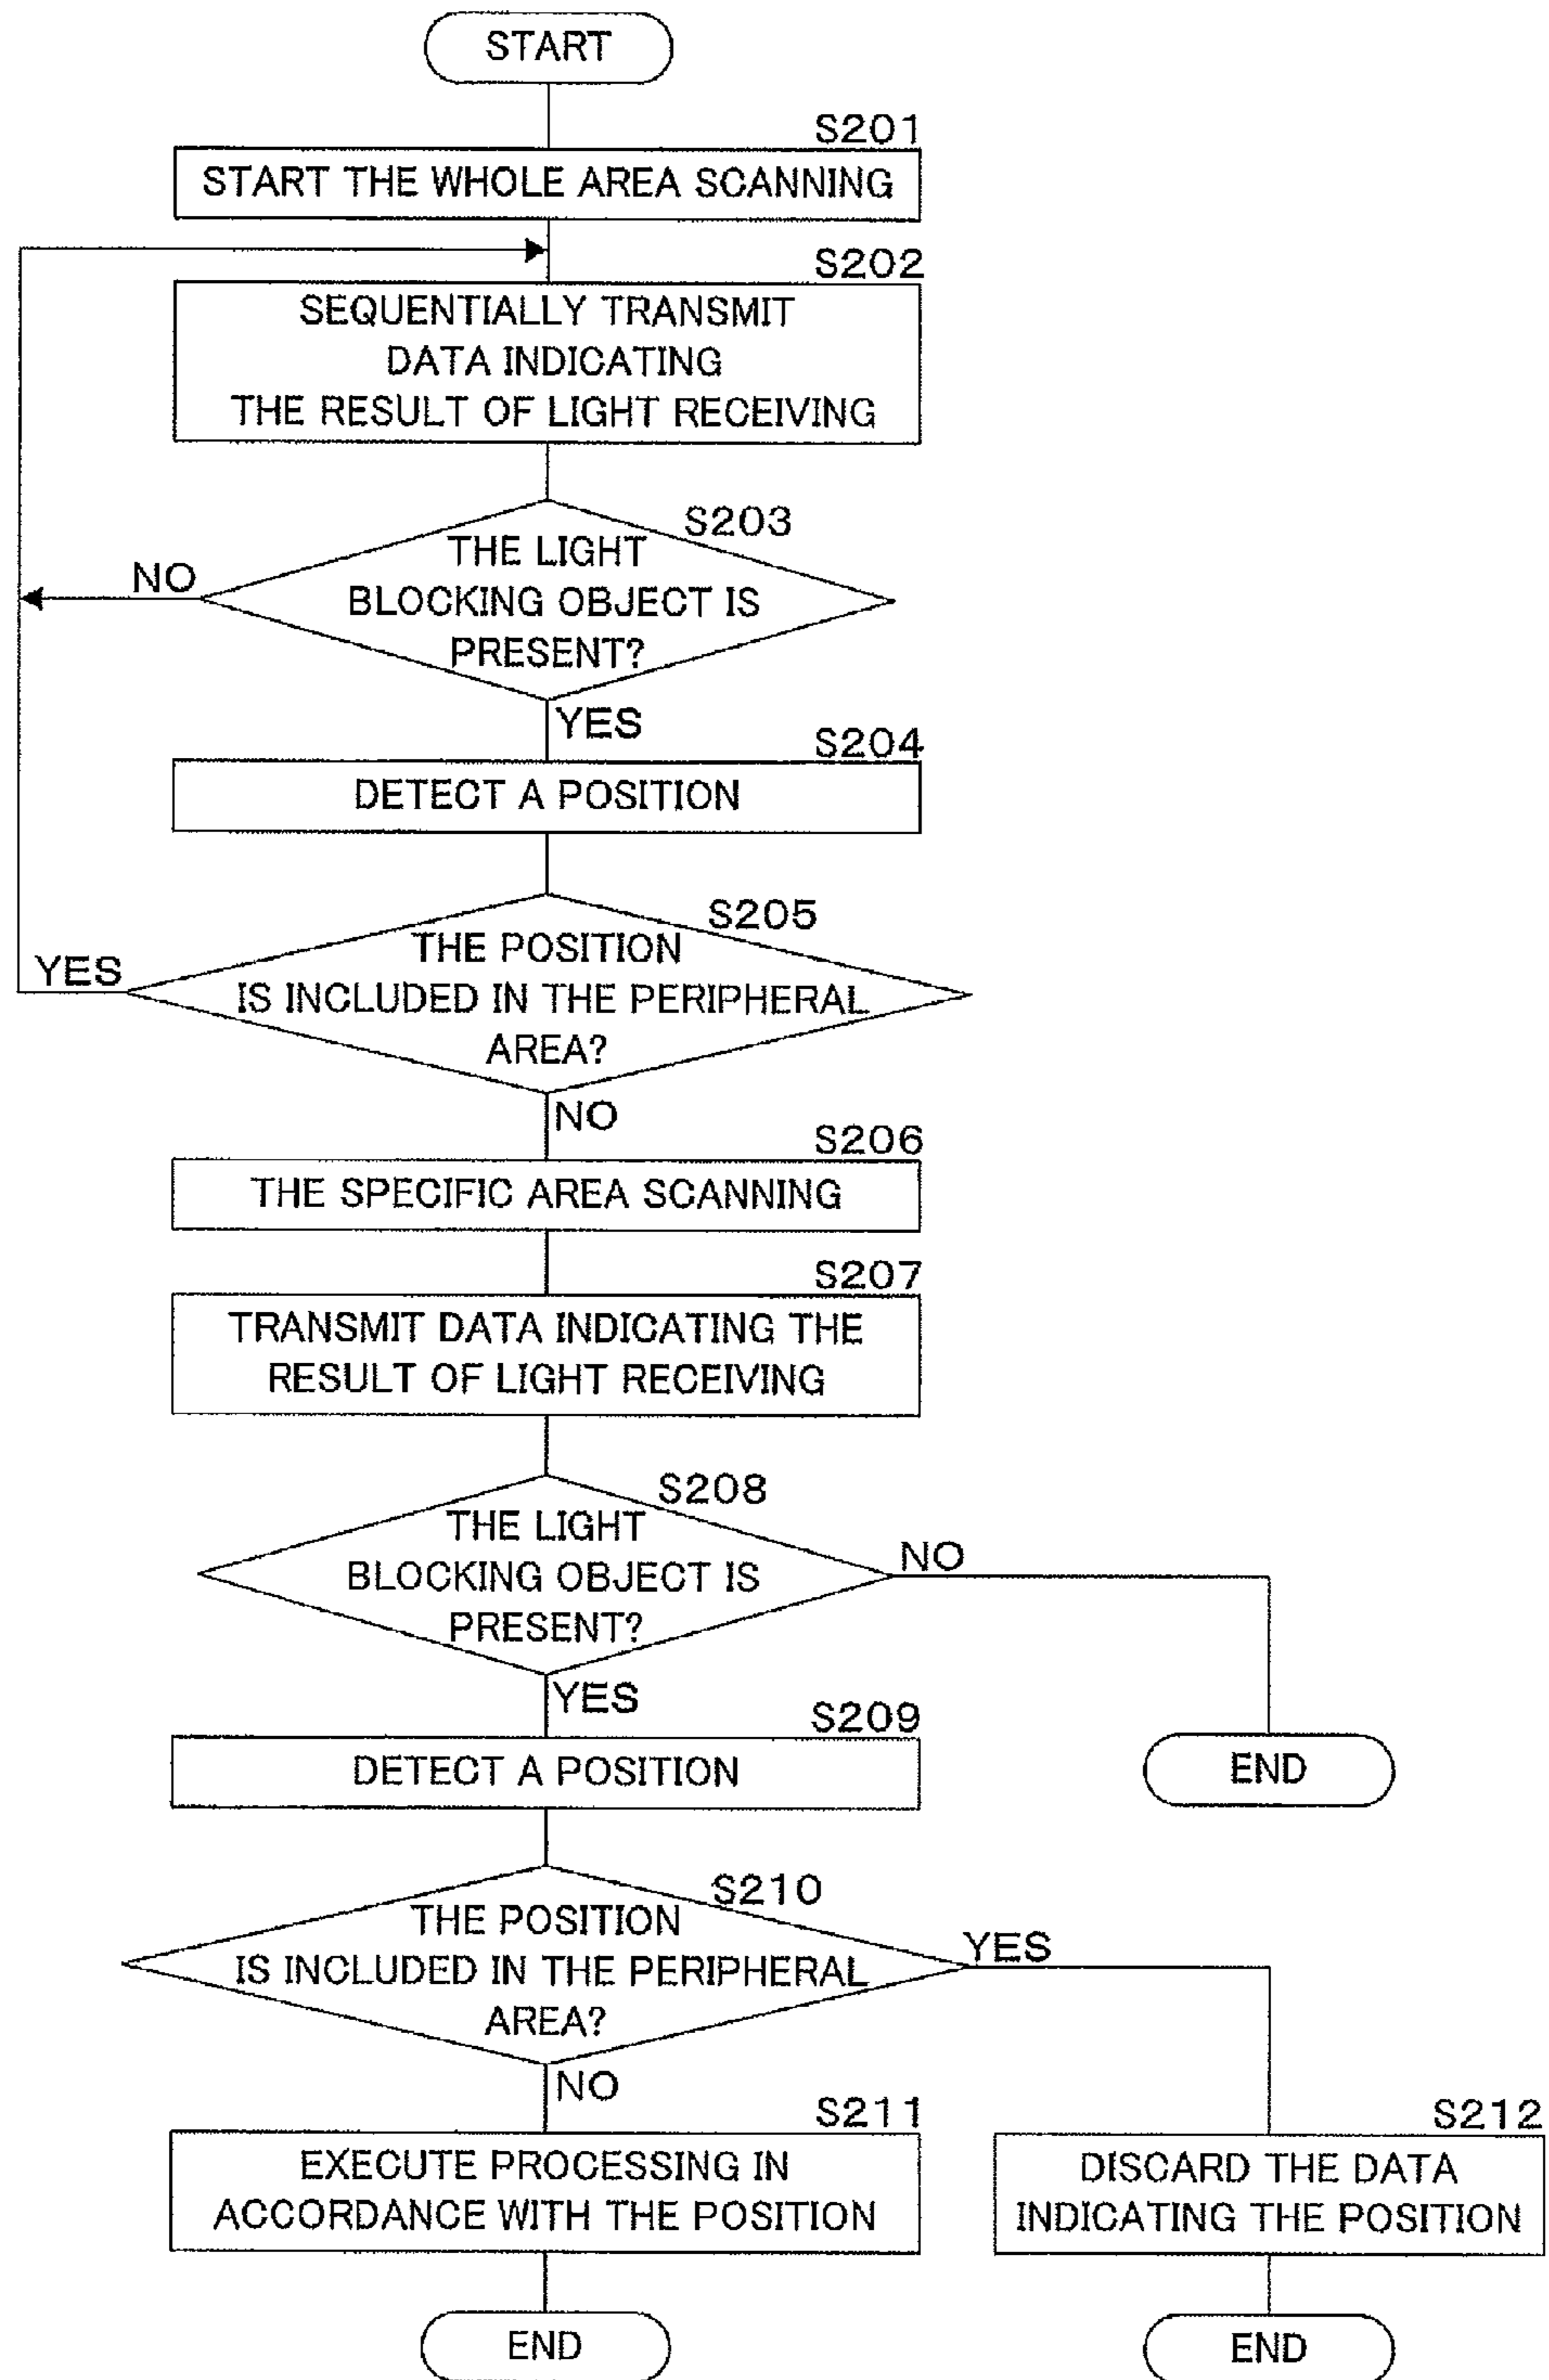 START
S201
START THE WHOLE AREA SCANNING
S202
SEQUENTIALLY TRANSMIT
DATA INDICATING
THE RESULT OF LIGHT RECEIVING
S203
THE LIGHT
BLOCKING OBJECT IS
PRESENT?
NO
YES
S204
DETECT A POSITION
S205
THE POSITION
IS INCLUDED IN THE PERIPHERAL
AREA?
YES
NO
S206
THE SPECIFIC AREA SCANNING
S207
TRANSMIT DATA INDICATING THE
RESULT OF LIGHT RECEIVING
S208
THE LIGHT
BLOCKING OBJECT IS
PRESENT?
NO
YES
S209
DETECT A POSITION
END
S210
THE POSITION
IS INCLUDED IN THE PERIPHERAL
AREA?
YES
NO
S211
EXECUTE PROCESSING IN
ACCORDANCE WITH THE POSITION
S212
DISCARD THE DATA
INDICATING THE POSITION
END
END